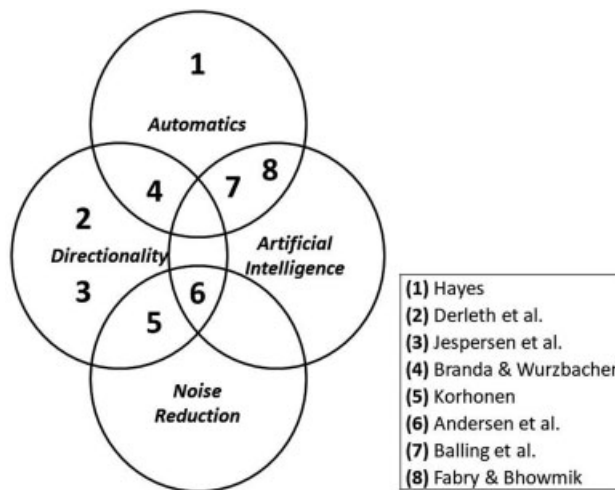 1
Automatics
8
7
4
2
Artificial
Intelligence
Directionality
3
6
5
Noise
Reduction
(1) Hayes
(2) Derleth et al.
(3) Jespersen et al.
(4) Branda & Wurzbacher
(5) Korhonen
(6) Andersen et al.
(7) Balling et al.
(8) Fabry & Bhowmik